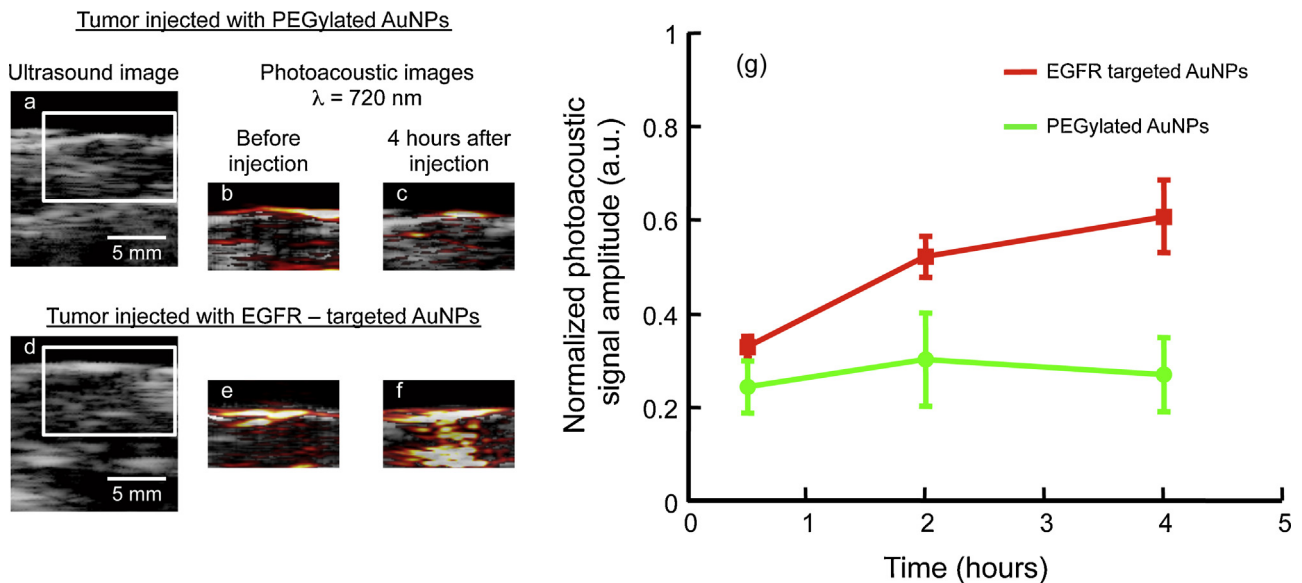 Tumor injected with PEGylated AuNPs
Ultrasound image
Photoacoustic images
λ = 720 nm
Before
injection
4 hours after
injection
a
5 mm
b
c
Tumor injected with EGFR – targeted AuNPs
d
5 mm
e
f
(g)
EGFR targeted AuNPs
PEGylated AuNPs
Normalized photoacoustic
signal amplitude (a.u.)
1
0.8
0.6
0.4
0.2
0
0 1 2 3 4 5
Time (hours)